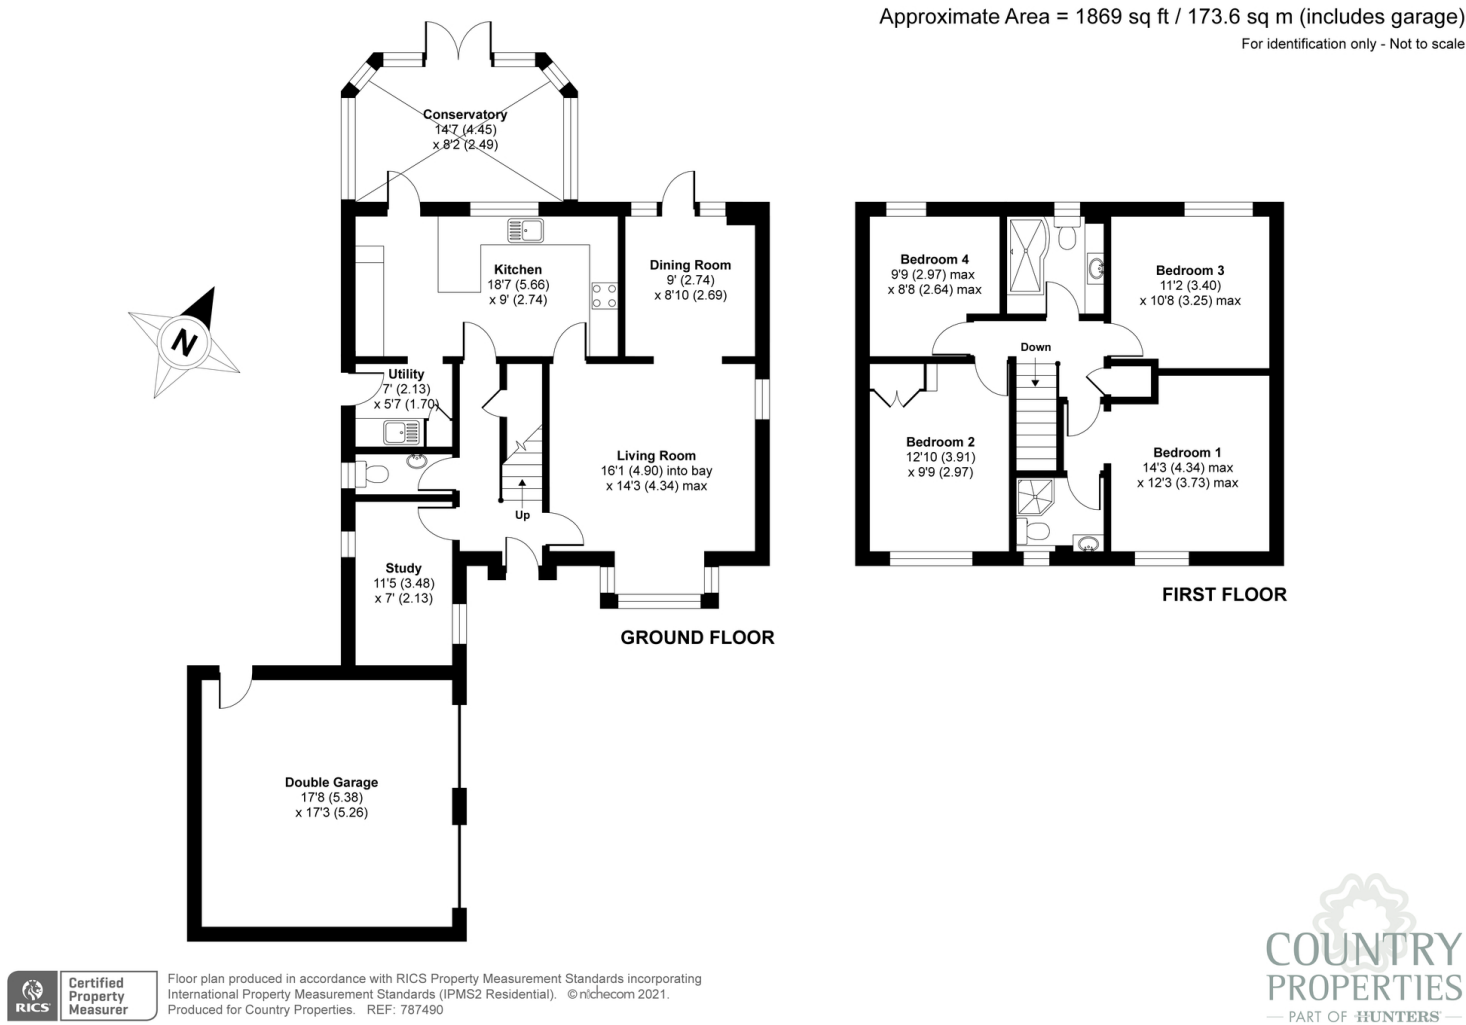 Approximate Area = 1869 sq ft / 173.6 sq m (includes garage)
For identification only - Not to scale
Conservatory
14'7 (4.45)
x 8'2 (2.49)
Kitchen
18'7 (5.66)
x 9' (2.74)
Dining Room
9' (2.74)
x 8'10 (2.69)
N
Utility
7' (2.13)
x 5'7 (1.70)
Living Room
16'1 (4.90) into bay
x 14'3 (4.34) max
Up
Study
11'5 (3.48)
x 7' (2.13)
GROUND FLOOR
Double Garage
17'8 (5.38)
x 17'3 (5.26)
Bedroom 4
9'9 (2.97) max
x 8'8 (2.64) max
Bedroom 3
11'2 (3.40)
x 10'8 (3.25) max
Down
Bedroom 2
12'10 (3.91)
x 9'9 (2.97)
Bedroom 1
14'3 (4.34) max
x 12'3 (3.73) max
FIRST FLOOR
RICS
Certified
Property
Measurer
Floor plan produced in accordance with RICS Property Measurement Standards incorporating
International Property Measurement Standards (IPMS2 Residential). © nichecom 2021.
Produced for Country Properties. REF: 787490
COUNTRY
PROPERTIES
PART OF HUNTERS